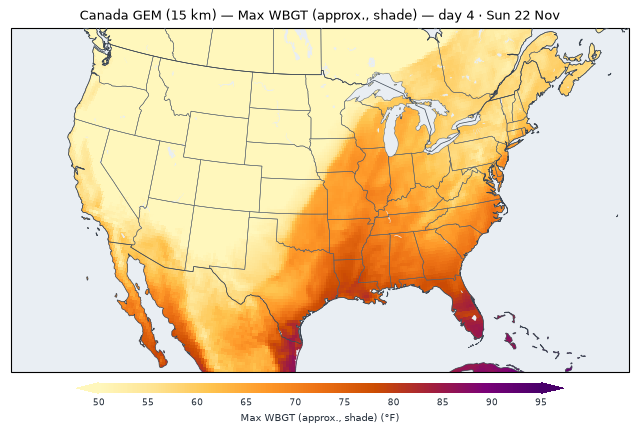 Canada GEM (15 km) — Max WBGT (approx., shade) — day 4 · Sun 22 Nov
50 55 60 65 70 75 80 85 90 95
Max WBGT (approx., shade) (°F)